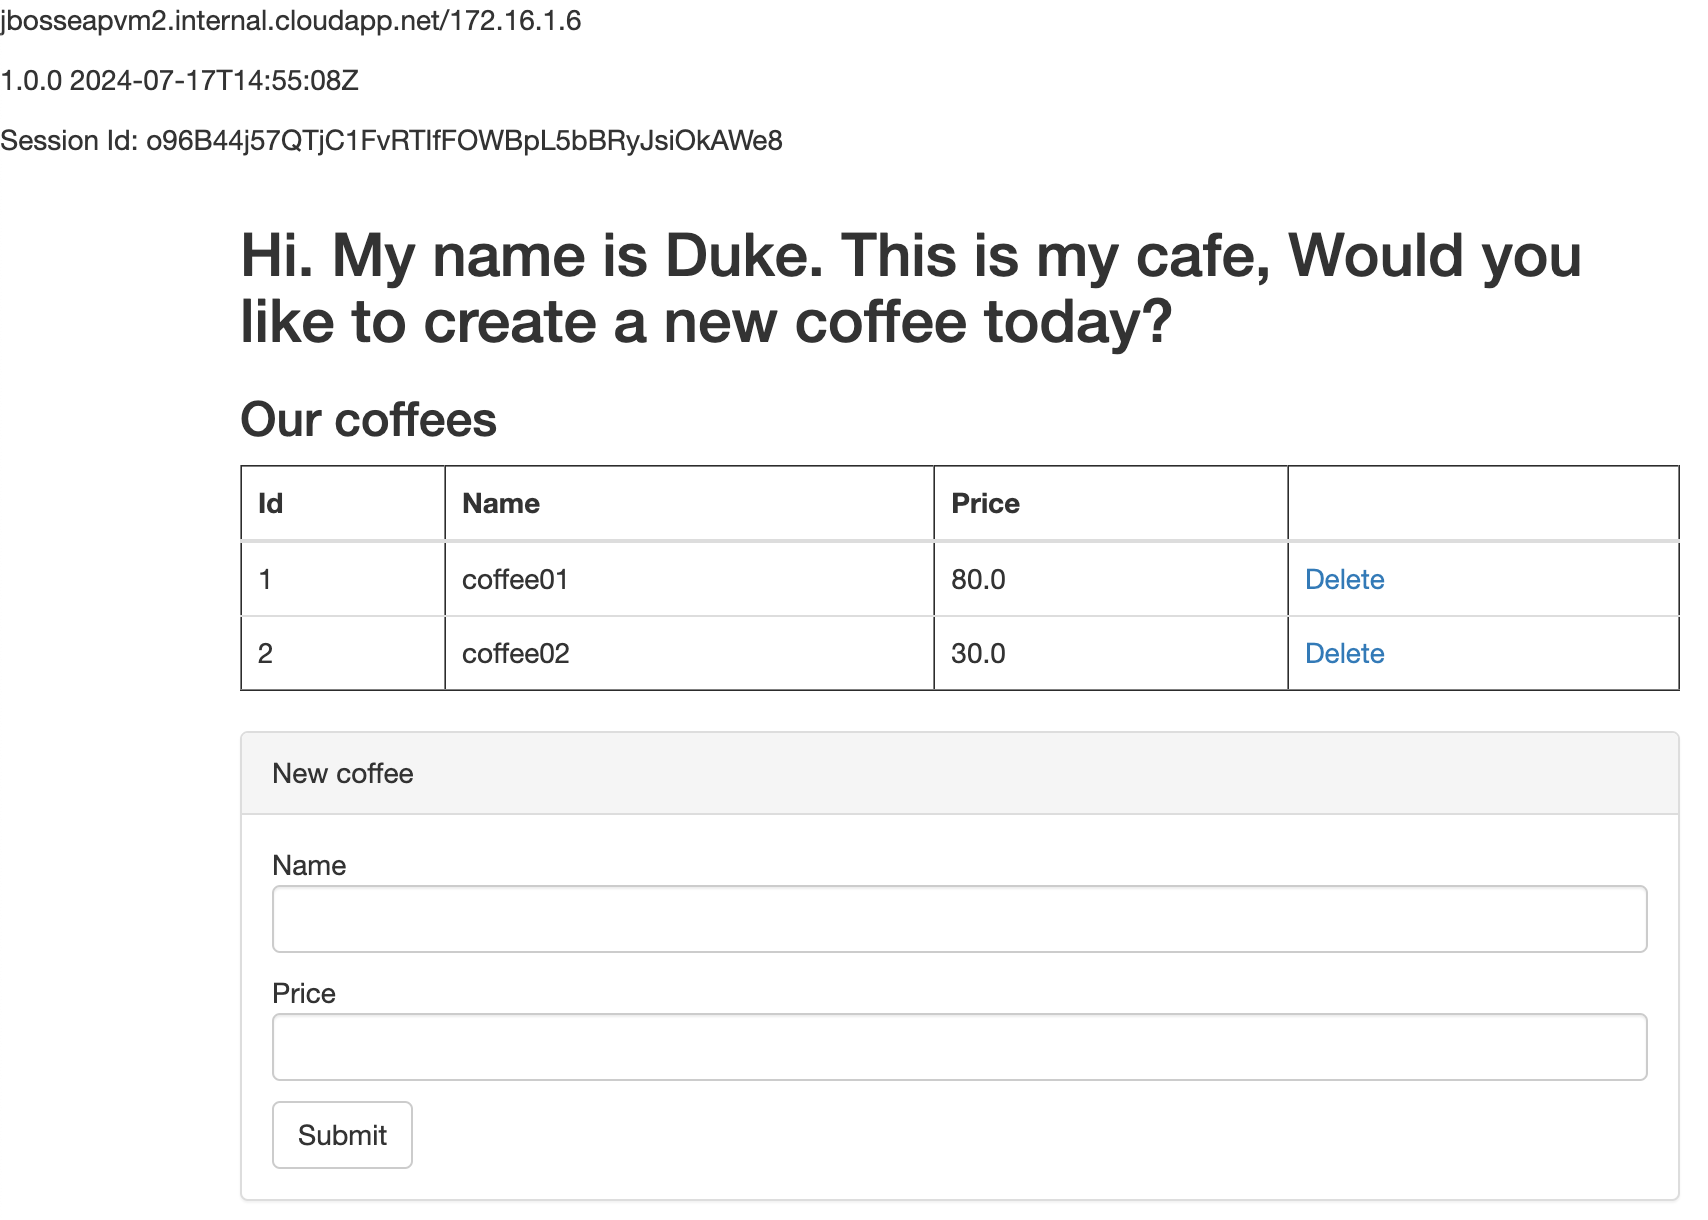 jbosseapvm2.internal.cloudapp.net/172.16.1.6
1.0.0 2024-07-17T14:55:08Z
Session Id: o96B44j57QTjC1FvRTIfFOWBpL5bBRyJsiOkAWe8
Hi. My name is Duke. This is my cafe, Would you
like to create a new coffee today?
Our coffees
Id Name Price
1 coffee01 80.0 Delete
2 coffee02 30.0 Delete
New coffee
Name
Price
Submit